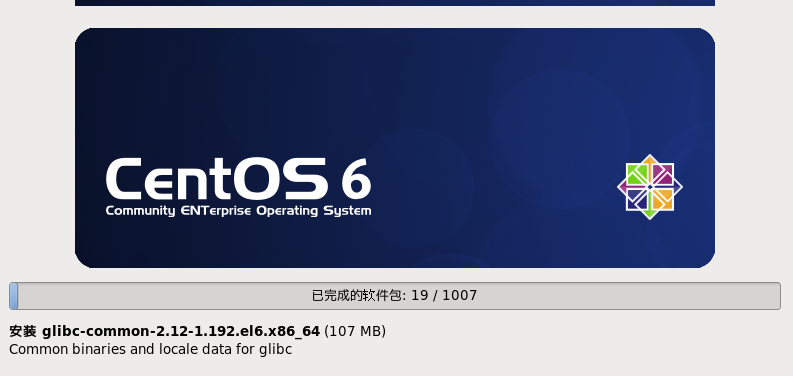 CentOS 6
Community ENTerprise Operating System
已完成的软件包: 19 / 1007
安装 glibc-common-2.12-1.192.el6.x86_64 (107 MB)
Common binaries and locale data for glibc